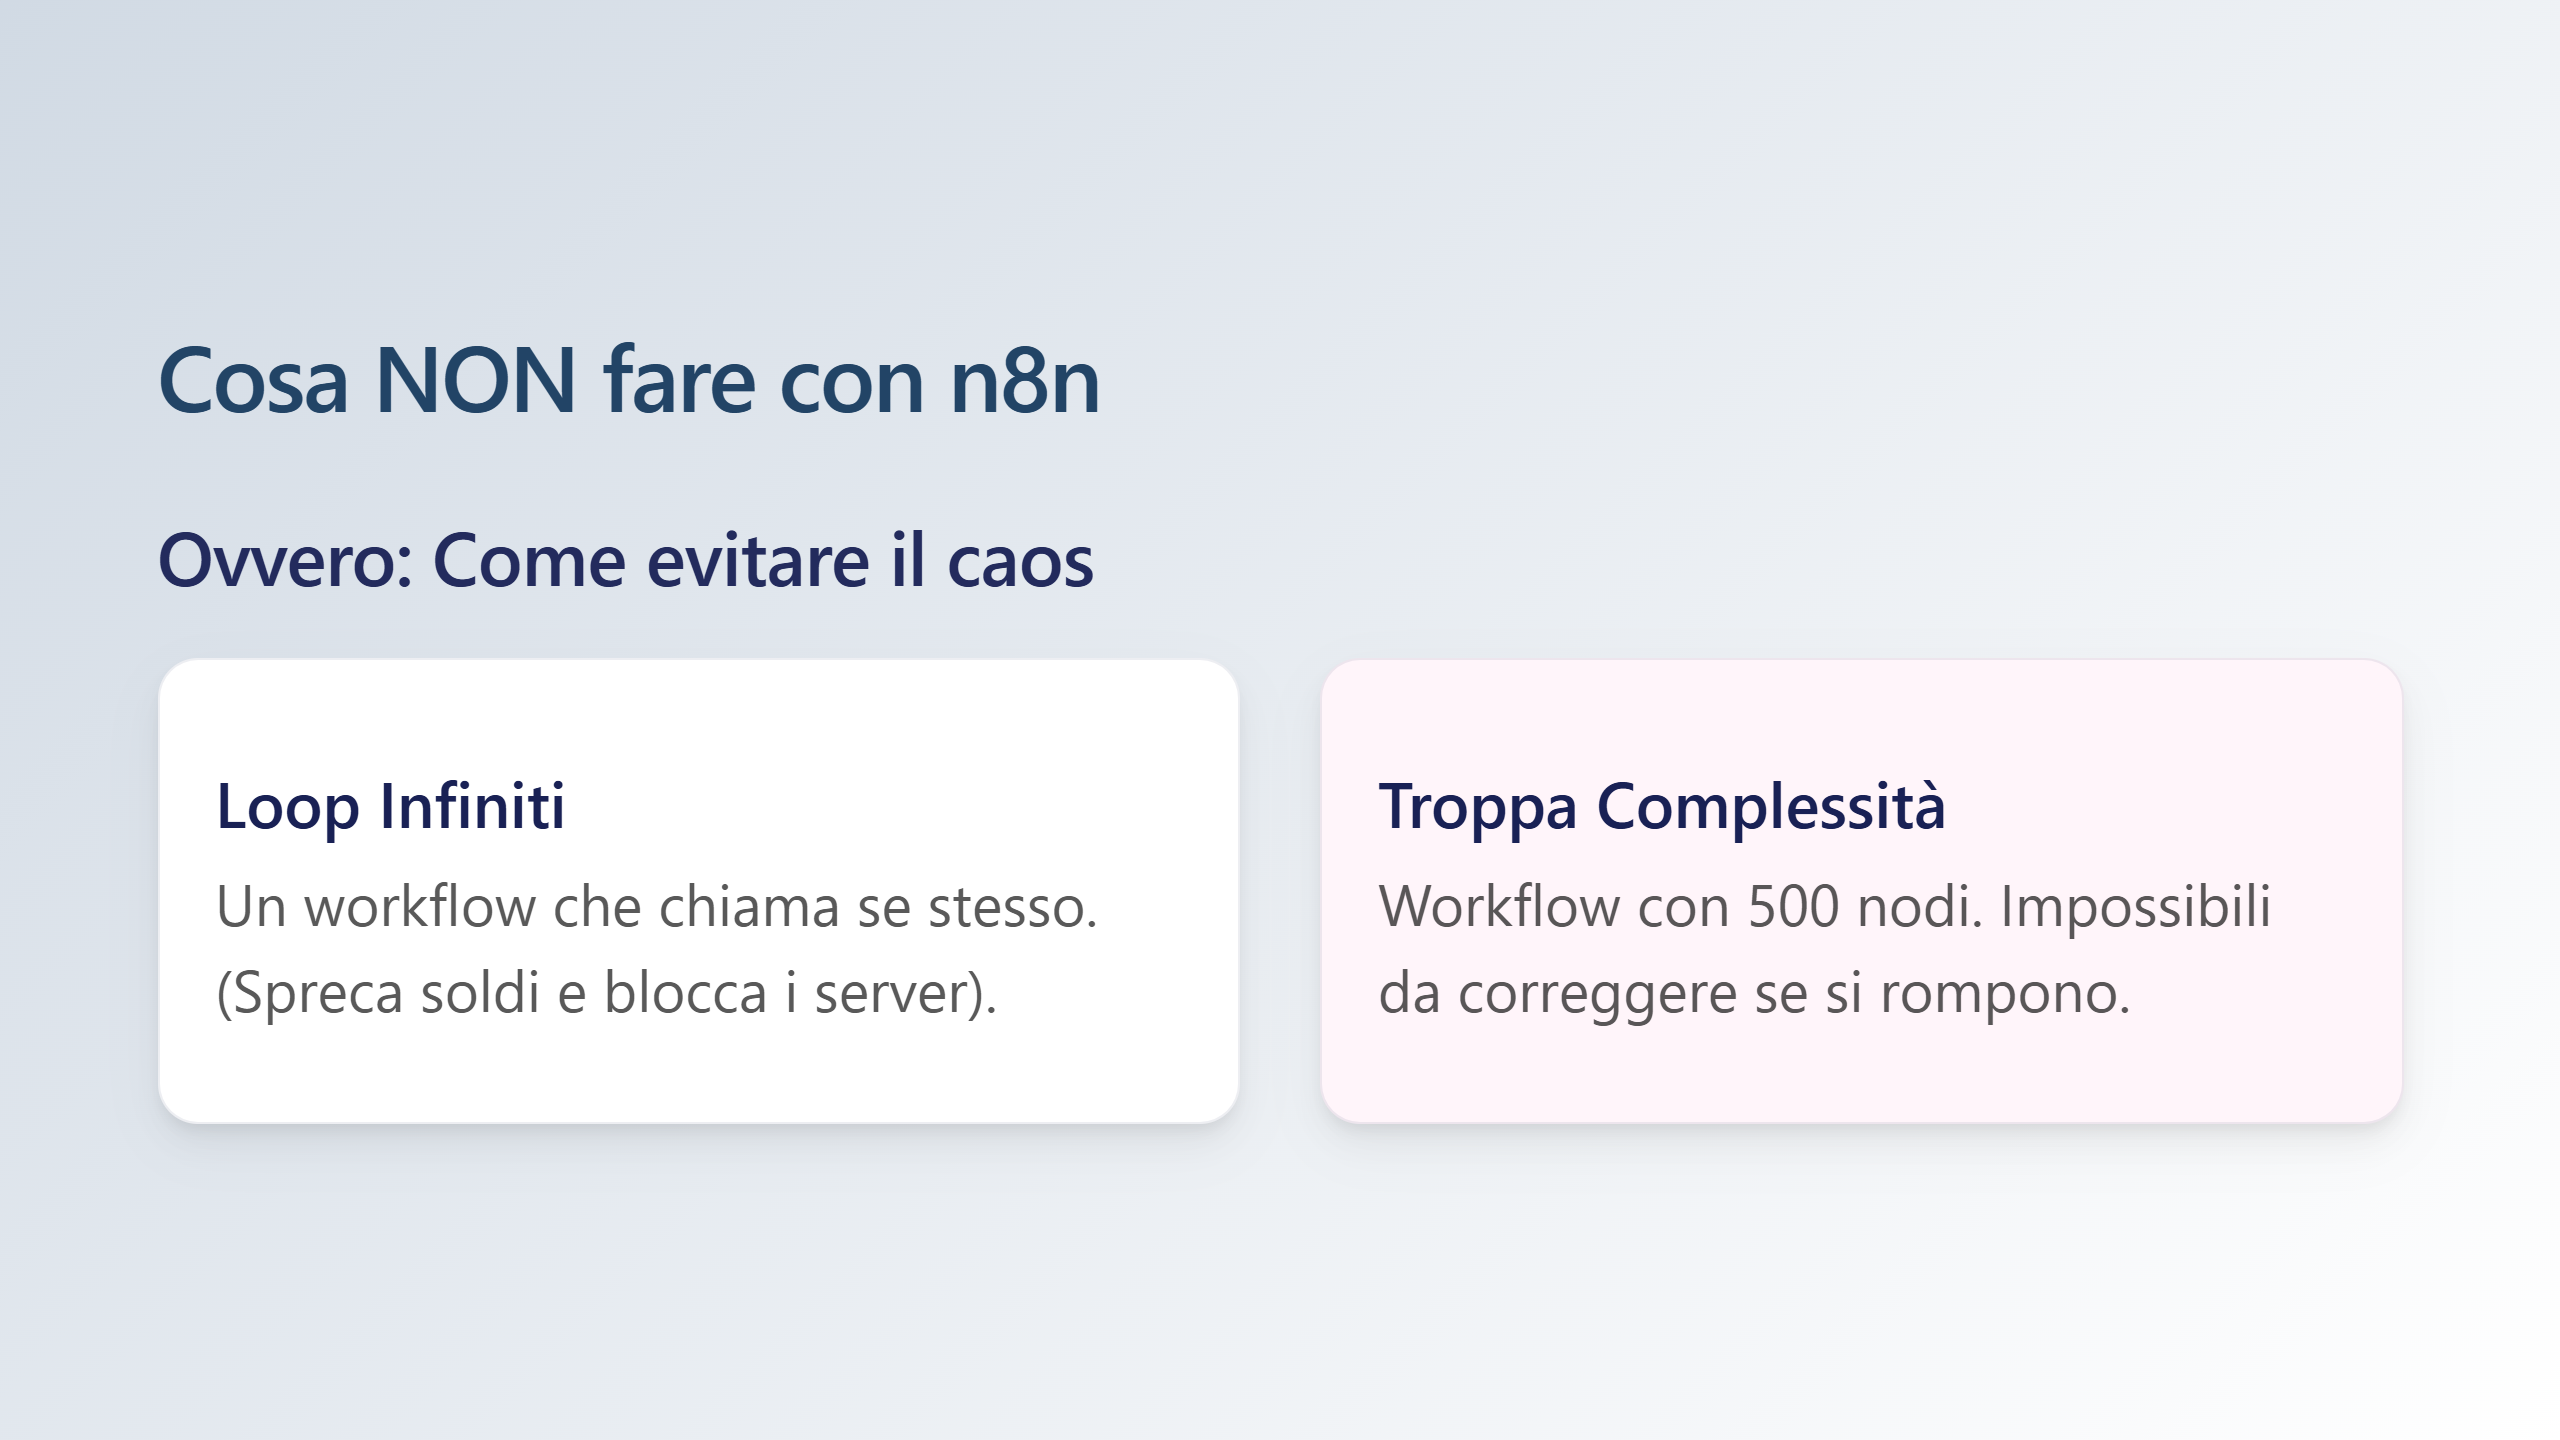 Cosa NON fare con n8n
Ovvero: Come evitare il caos
Loop Infiniti
Un workflow che chiama se stesso.
(Spreca soldi e blocca i server).
Troppa Complessità
Workflow con 500 nodi. Impossibili
da correggere se si rompono.